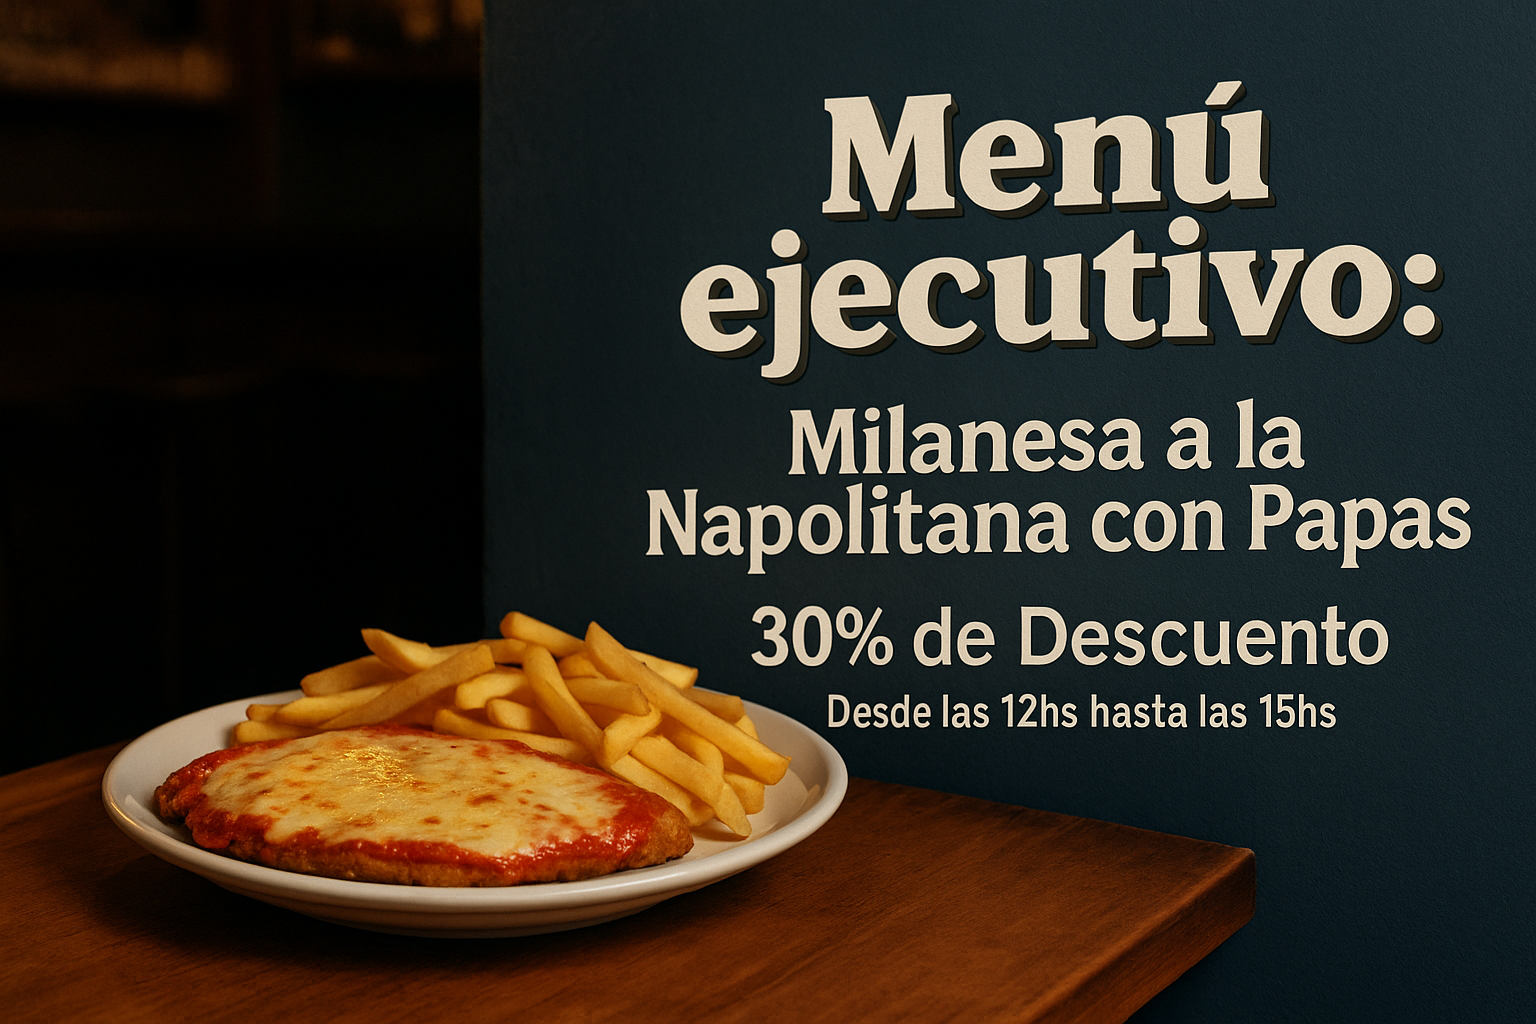 Menú
ejecutivo:
Milanesa a la
Napolitana con Papas
30% de Descuento
Desde las 12hs hasta las 15hs